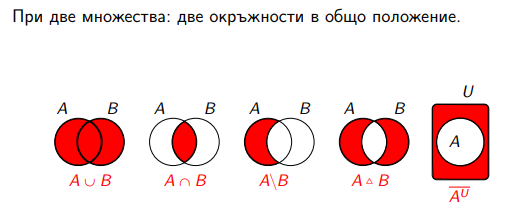 При две множества: две окръжности в общо положение.
A B A B A B A B U
A
A ∪ B A ∩ B A\B A ▵ B A̅ᵁ̅